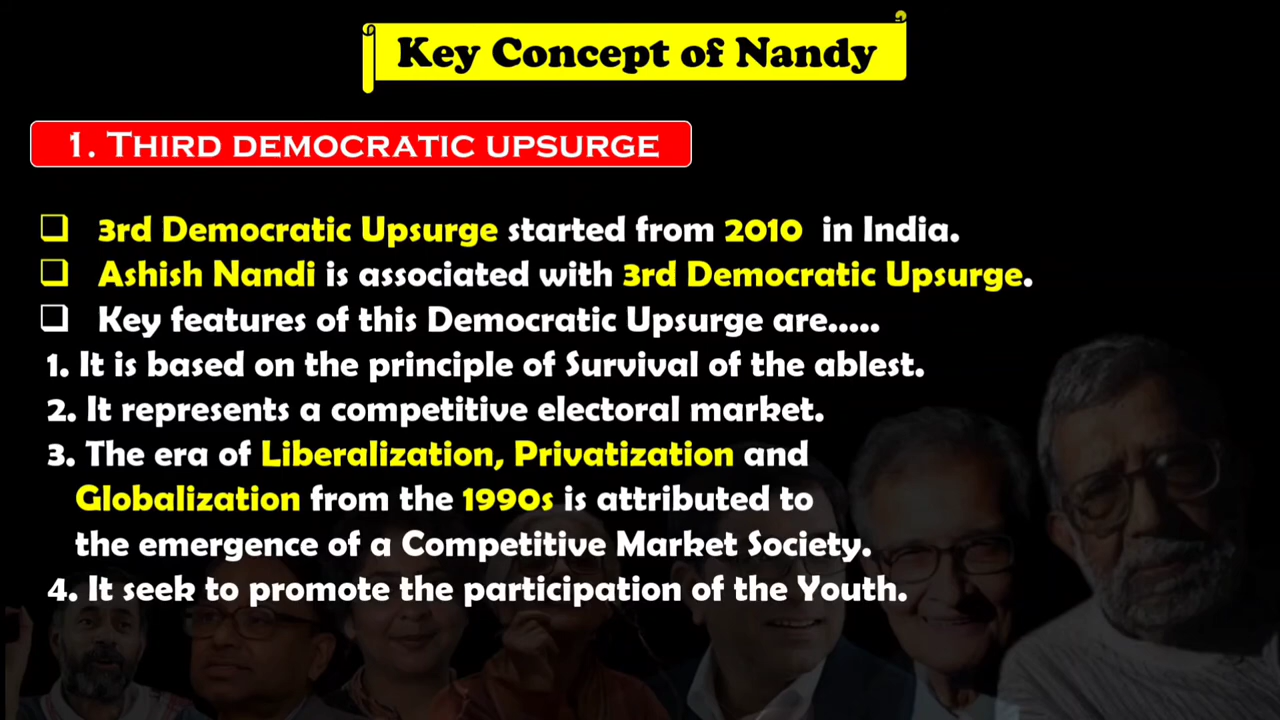 Key Concept of Nandy
1. THIRD DEMOCRATIC UPSURGE
3rd Democratic Upsurge started from 2010 in India.
Ashish Nandi is associated with 3rd Democratic Upsurge.
Key features of this Democratic Upsurge are.....
1. It is based on the principle of Survival of the ablest.
2. It represents a competitive electoral market.
3. The era of Liberalization, Privatization and
Globalization from the 1990s is attributed to
the emergence of a Competitive Market Society.
4. It seek to promote the participation of the Youth.